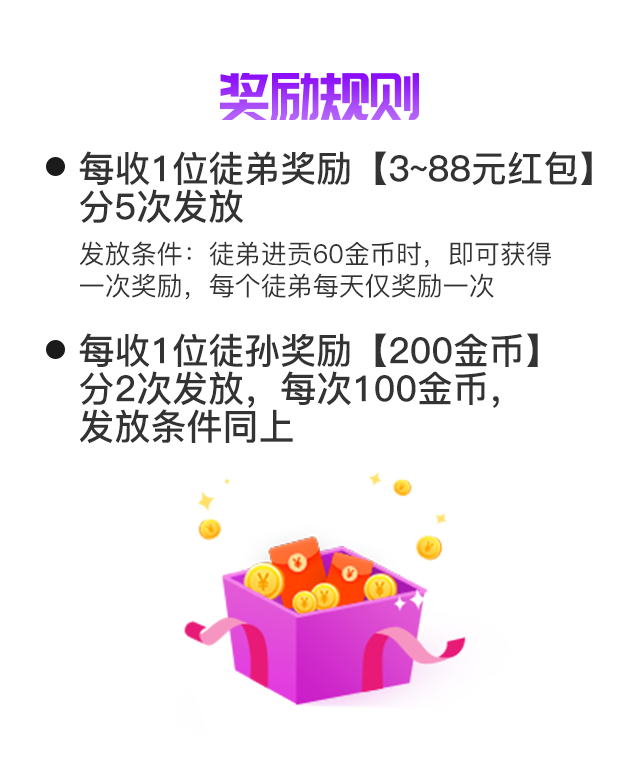 奖励规则
每收1位徒弟奖励【3~88元红包】
分5次发放
发放条件：徒弟进贡60金币时，即可获得
一次奖励，每个徒弟每天仅奖励一次
每收1位徒孙奖励【200金币】
分2次发放，每次100金币，
发放条件同上